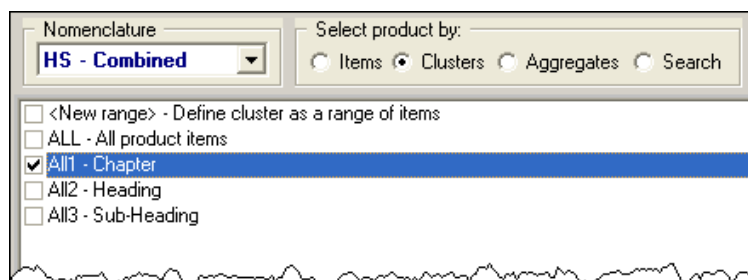 Nomenclature
HS - Combined
Select product by:
Items Clusters Aggregates Search
<New range> - Define cluster as a range of items
ALL - All product items
All1 - Chapter
All2 - Heading
All3 - Sub-Heading